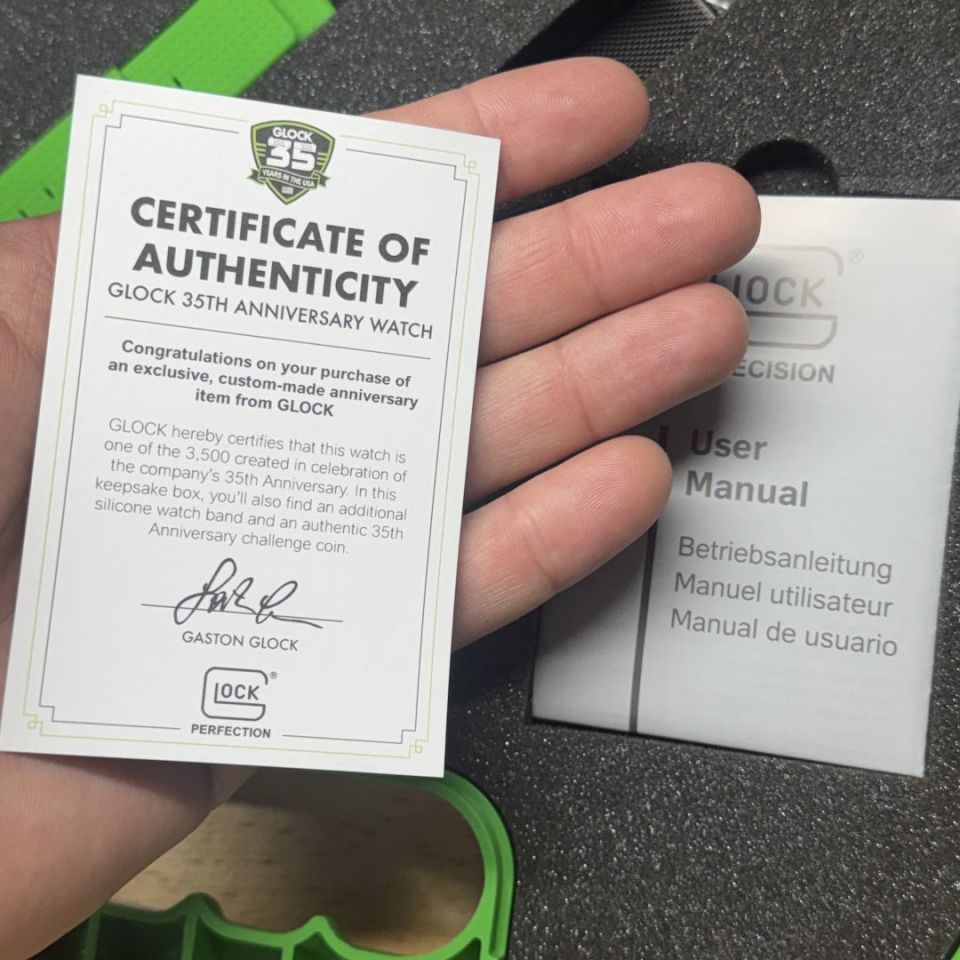 GLOCK
35
YEARS IN THE USA
CERTIFICATE OF
AUTHENTICITY
GLOCK 35TH ANNIVERSARY WATCH
Congratulations on your purchase of
an exclusive, custom-made anniversary
item from GLOCK
GLOCK hereby certifies that this watch is
one of the 3,500 created in celebration of
the company's 35th Anniversary. In this
keepsake box, you'll also find an additional
silicone watch band and an authentic 35th
Anniversary challenge coin.
GASTON GLOCK
GLOCK®
PERFECTION
LOCK®
ECISION
User
Manual
Betriebsanleitung
Manuel utilisateur
Manual de usuario